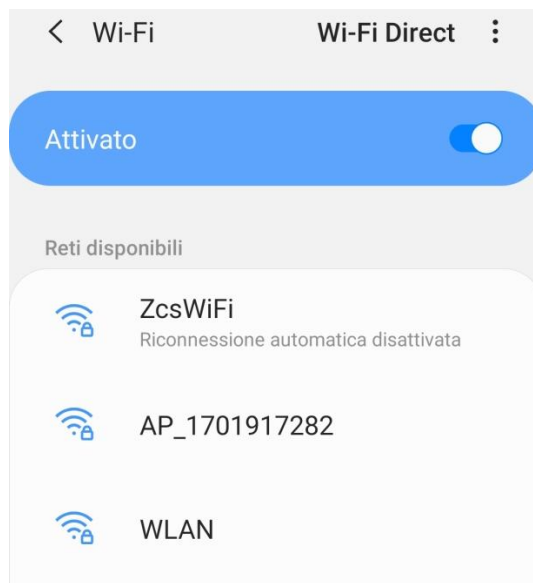 Wi-Fi Wi-Fi Direct
Attivato
Reti disponibili
ZcsWiFi
Riconnessione automatica disattivata
AP_1701917282
WLAN